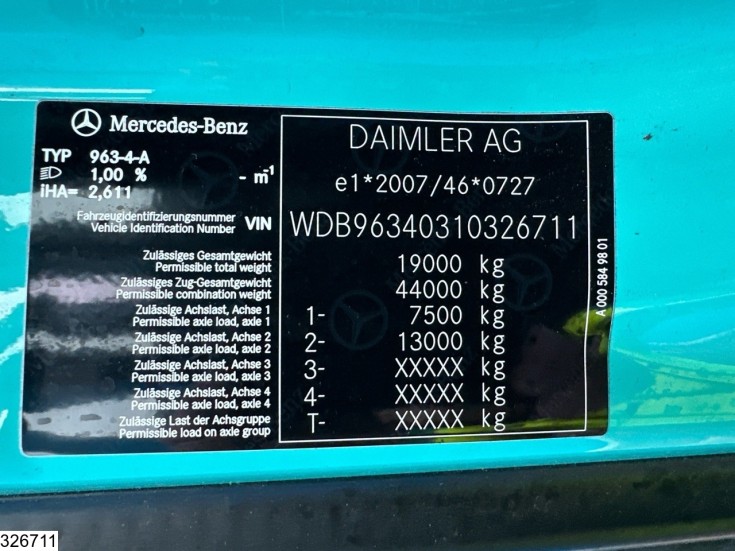 Mercedes-Benz
TYP 963-4-A
1,00 % - m-1
iHA= 2,611
DAIMLER AG
e1*2007/46*0727
Fahrzeugidentifizierungsnummer
Vehicle Identification Number VIN WDB96340310326711
Zulässiges Gesamtgewicht
Permissible total weight 19000 kg
Zulässiges Zug-Gesamtgewicht
Permissible combination weight 44000 kg
Zulässige Achslast, Achse 1
Permissible axle load, axle 1 1- 7500 kg
Zulässige Achslast, Achse 2
Permissible axle load, axle 2 2- 13000 kg
Zulässige Achslast, Achse 3
Permissible axle load, axle 3 3- XXXXX kg
Zulässige Achslast, Achse 4
Permissible axle load, axle 4 4- XXXXX kg
Zulässige Last der Achsgruppe
Permissible load on axle group T- XXXXX kg
A 000 584 98 01
326711